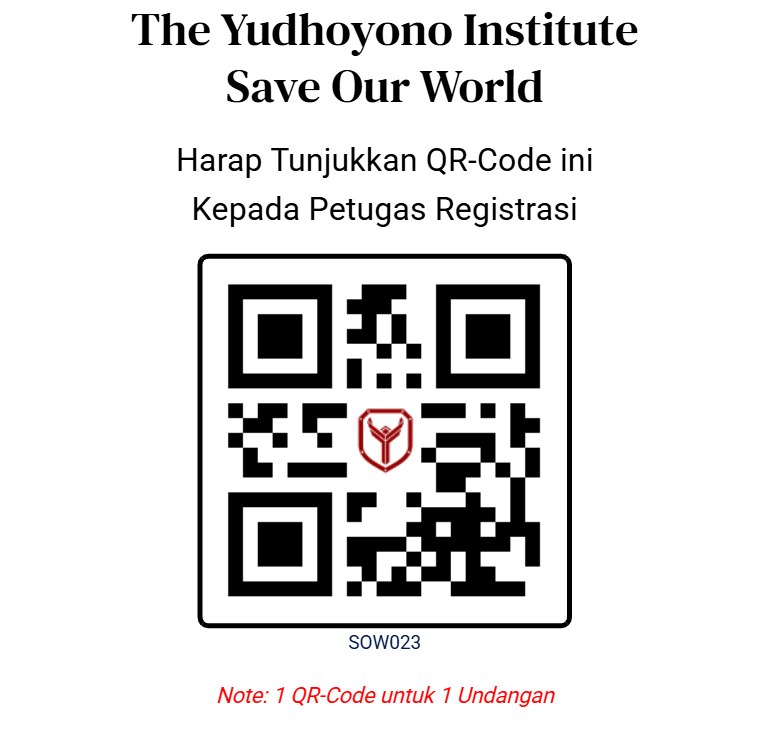 The Yudhoyono Institute
Save Our World
Harap Tunjukkan QR-Code ini
Kepada Petugas Registrasi
SOW023
Note: 1 QR-Code untuk 1 Undangan